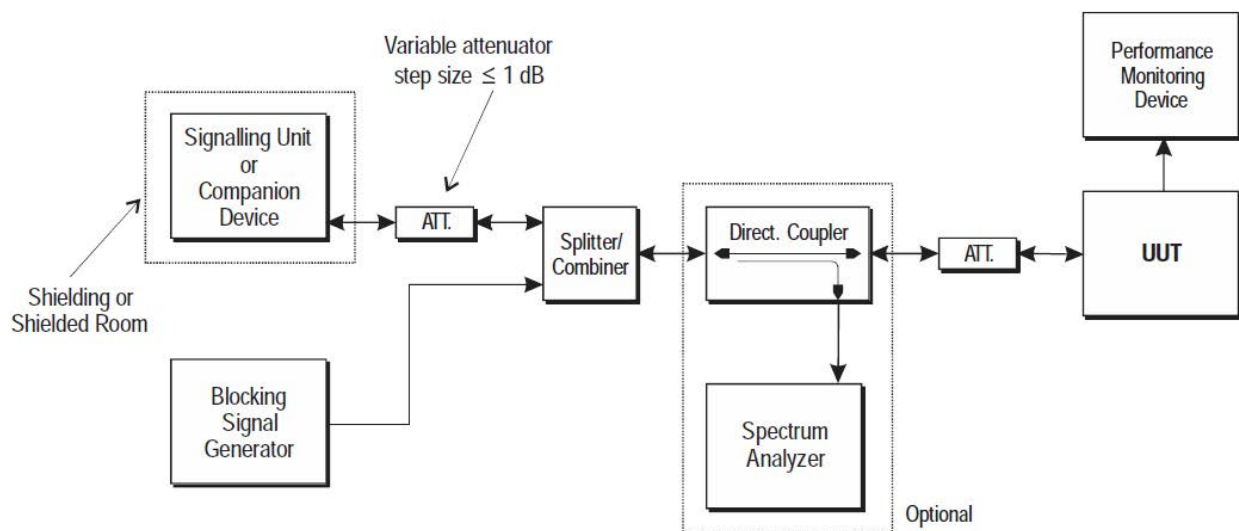 Variable attenuator
step size ≤ 1 dB
Performance
Monitoring
Device
Signalling Unit
or
Companion
Device
ATT.
Splitter/
Combiner
Direct. Coupler
ATT.
UUT
Shielding or
Shielded Room
Blocking
Signal
Generator
Spectrum
Analyzer
Optional